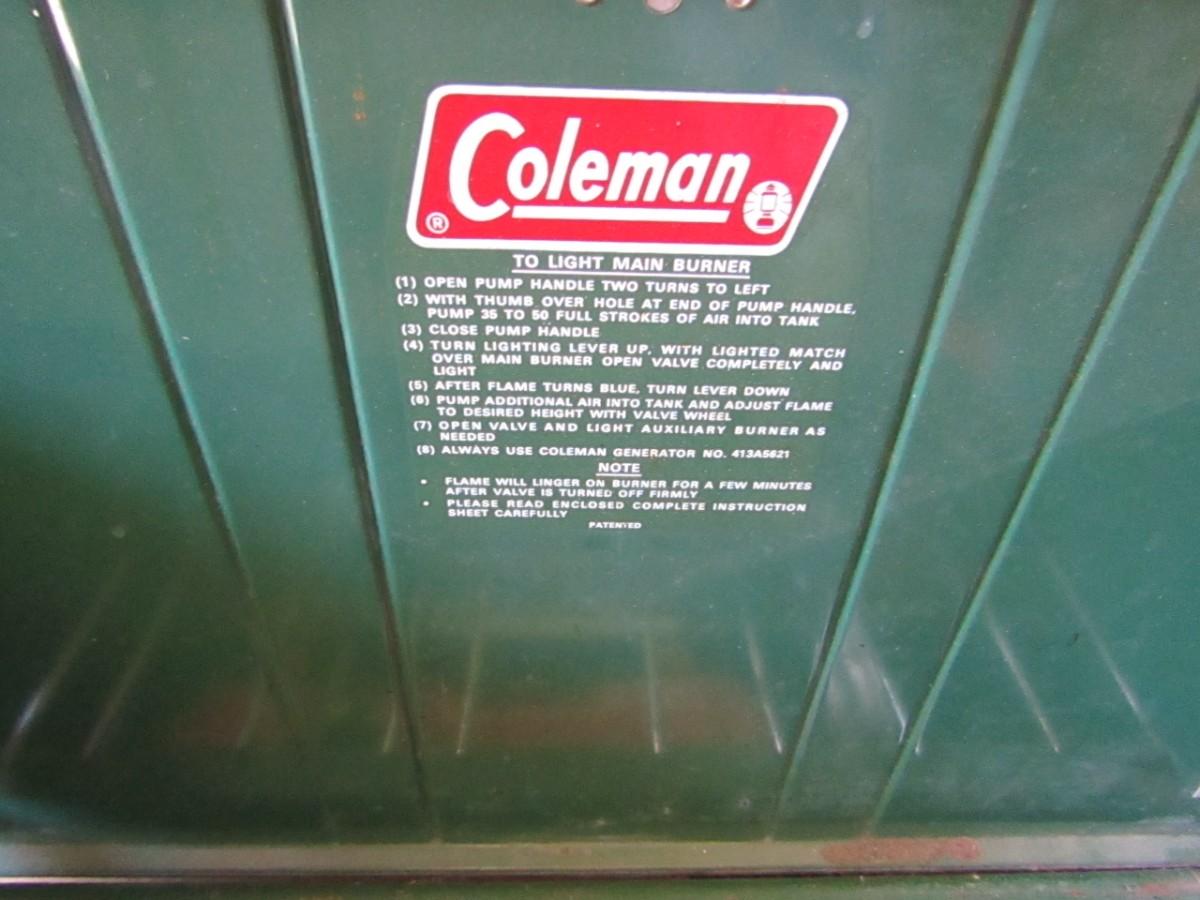 Coleman
®
TO LIGHT MAIN BURNER
(1) OPEN PUMP HANDLE TWO TURNS TO LEFT
(2) WITH THUMB OVER HOLE AT END OF PUMP HANDLE,
PUMP 35 TO 50 FULL STROKES OF AIR INTO TANK
(3) CLOSE PUMP HANDLE
(4) TURN LIGHTING LEVER UP, WITH LIGHTED MATCH
OVER MAIN BURNER OPEN VALVE COMPLETELY AND
LIGHT
(5) AFTER FLAME TURNS BLUE, TURN LEVER DOWN
(6) PUMP ADDITIONAL AIR INTO TANK AND ADJUST FLAME
TO DESIRED HEIGHT WITH VALVE WHEEL
(7) OPEN VALVE AND LIGHT AUXILIARY BURNER AS
NEEDED
(8) ALWAYS USE COLEMAN GENERATOR NO. 413A5621
NOTE
• FLAME WILL LINGER ON BURNER FOR A FEW MINUTES
AFTER VALVE IS TURNED OFF FIRMLY
• PLEASE READ ENCLOSED COMPLETE INSTRUCTION
SHEET CAREFULLY
PATENTED